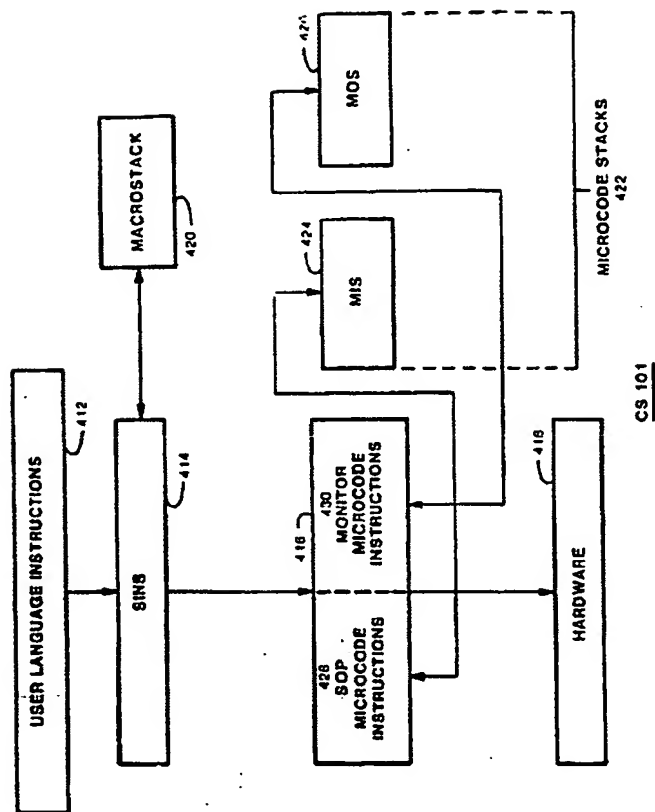 USER LANGUAGE INSTRUCTIONS
412
SINS
414
MACROSTACK
420
416
428
SOP
MICROCODE
INSTRUCTIONS
430
MONITOR
MICROCODE
INSTRUCTIONS
424
MIS
MOS
MICROCODE STACKS
422
HARDWARE
418
CS 101